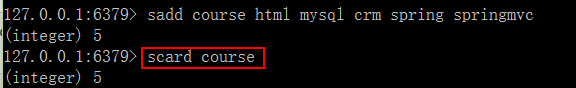 127.0.0.1:6379> sadd course html mysql crm spring springmvc
(integer) 5
127.0.0.1:6379> scard course
(integer) 5